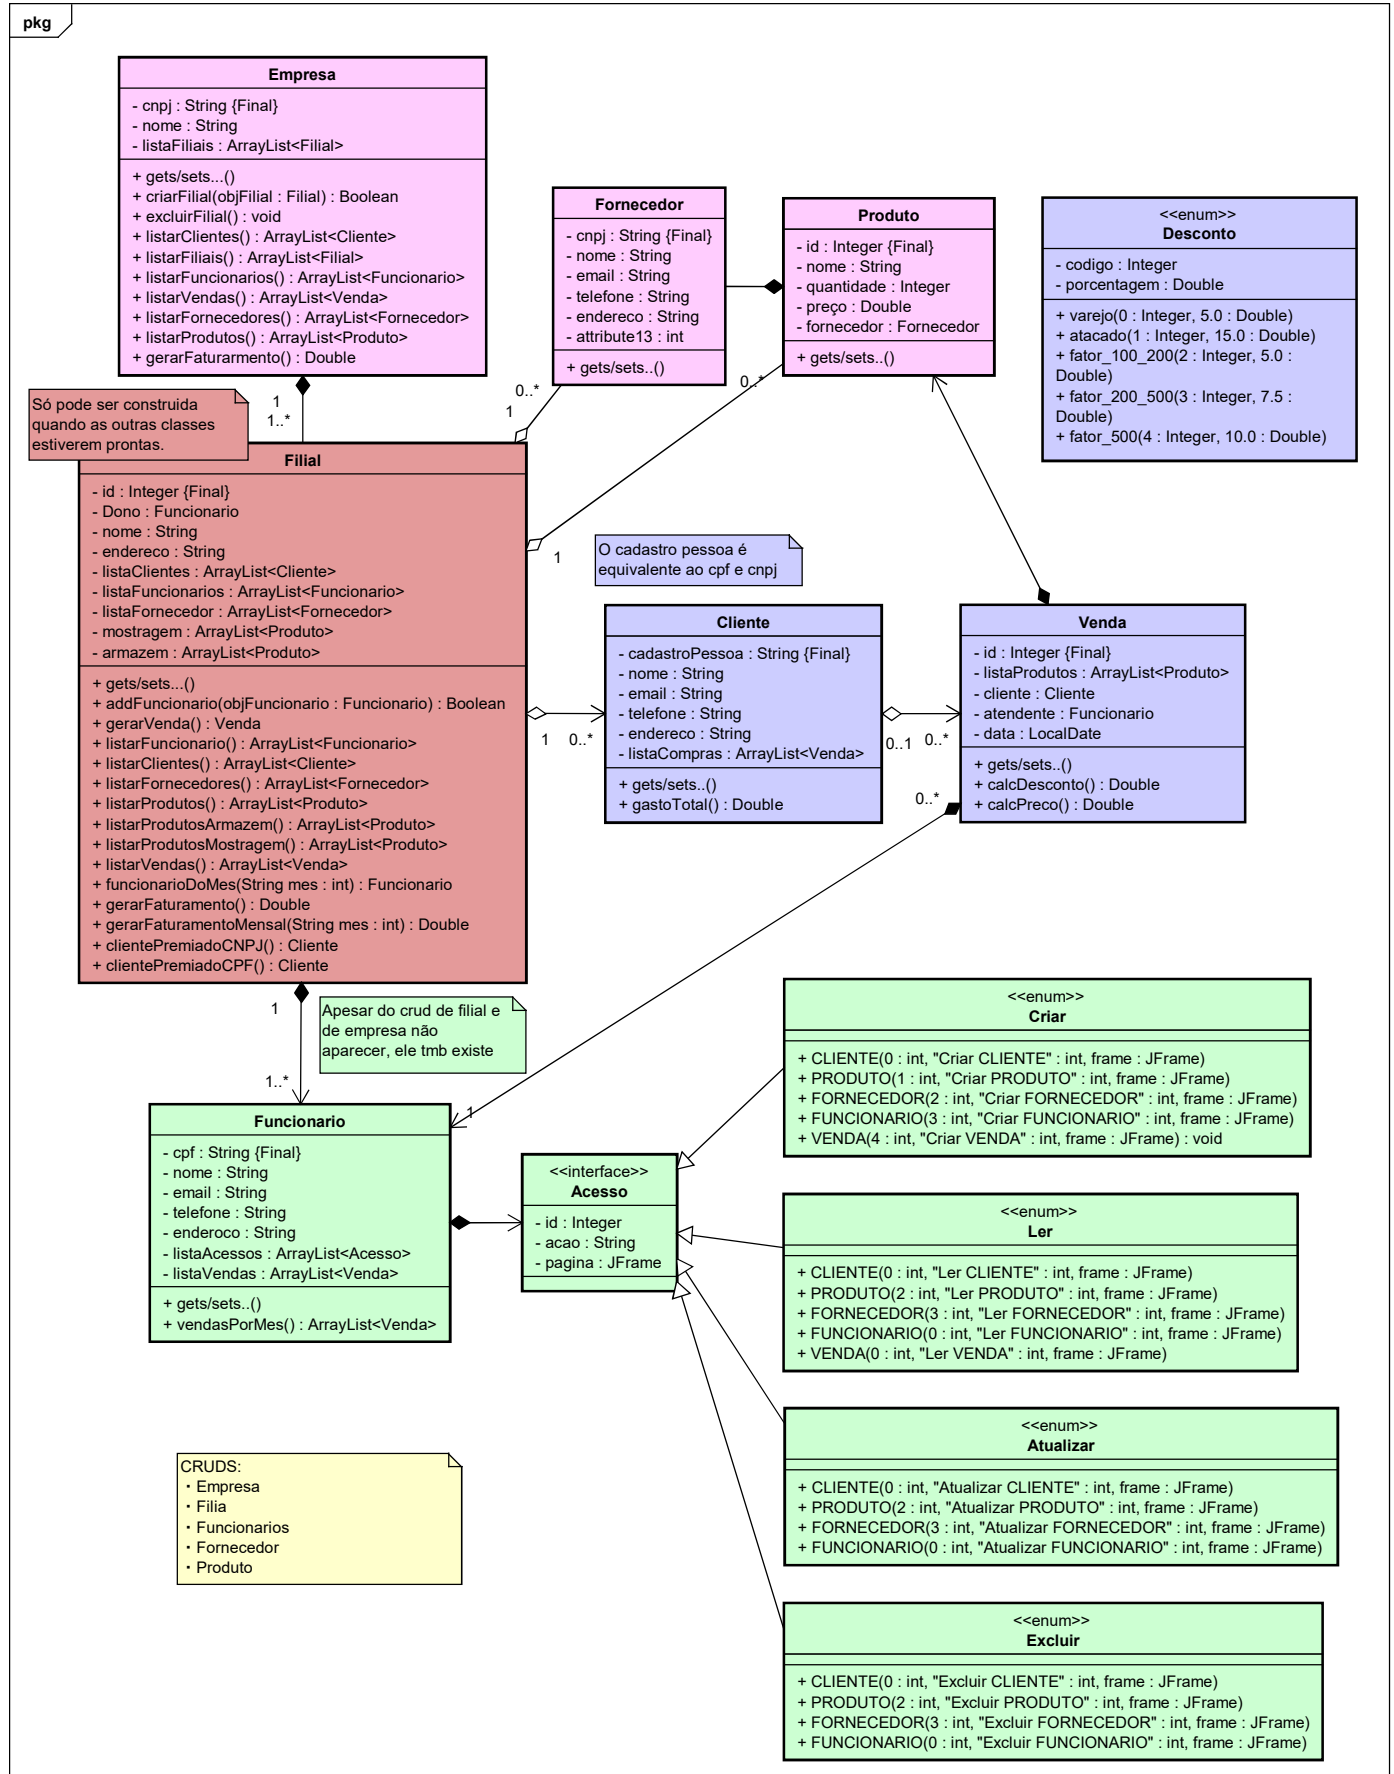 pkg
Empresa
- cnpj : String {Final}
- nome : String
- listaFiliais : ArrayList<Filial>
+ gets/sets...()
+ criarFilial(objFilial : Filial) : Boolean
+ excluirFilial() : void
+ listarClientes() : ArrayList<Cliente>
+ listarFiliais() : ArrayList<Filial>
+ listarFuncionarios() : ArrayList<Funcionario>
+ listarVendas() : ArrayList<Venda>
+ listarFornecedores() : ArrayList<Fornecedor>
+ listarProdutos() : ArrayList<Produto>
+ gerarFaturarmento() : Double
Fornecedor
- cnpj : String {Final}
- nome : String
- email : String
- telefone : String
- endereco : String
- attribute13 : int
+ gets/sets..()
Produto
- id : Integer {Final}
- nome : String
- quantidade : Integer
- preço : Double
- fornecedor : Fornecedor
+ gets/sets..()
<<enum>>
Desconto
- codigo : Integer
- porcentagem : Double
+ varejo(0 : Integer, 5.0 : Double)
+ atacado(1 : Integer, 15.0 : Double)
+ fator_100_200(2 : Integer, 5.0 :
Double)
+ fator_200_500(3 : Integer, 7.5 :
Double)
+ fator_500(4 : Integer, 10.0 : Double)
1
1..*
0..*
1
0..*
1
Só pode ser construida
quando as outras classes
estiverem prontas.
Filial
- id : Integer {Final}
- Dono : Funcionario
- nome : String
- endereco : String
- listaClientes : ArrayList<Cliente>
- listaFuncionarios : ArrayList<Funcionario>
- listaFornecedor : ArrayList<Fornecedor>
- mostragem : ArrayList<Produto>
- armazem : ArrayList<Produto>
+ gets/sets...()
+ addFuncionario(objFuncionario : Funcionario) : Boolean
+ gerarVenda() : Venda
+ listarFuncionario() : ArrayList<Funcionario>
+ listarClientes() : ArrayList<Cliente>
+ listarFornecedores() : ArrayList<Fornecedor>
+ listarProdutos() : ArrayList<Produto>
+ listarProdutosArmazem() : ArrayList<Produto>
+ listarProdutosMostragem() : ArrayList<Produto>
+ listarVendas() : ArrayList<Venda>
+ funcionarioDoMes(String mes : int) : Funcionario
+ gerarFaturamento() : Double
+ gerarFaturamentoMensal(String mes : int) : Double
+ clientePremiadoCNPJ() : Cliente
+ clientePremiadoCPF() : Cliente
O cadastro pessoa é
equivalente ao cpf e cnpj
Cliente
- cadastroPessoa : String {Final}
- nome : String
- email : String
- telefone : String
- endereco : String
- listaCompras : ArrayList<Venda>
+ gets/sets..()
+ gastoTotal() : Double
Venda
- id : Integer {Final}
- listaProdutos : ArrayList<Produto>
- cliente : Cliente
- atendente : Funcionario
- data : LocalDate
+ gets/sets..()
+ calcDesconto() : Double
+ calcPreco() : Double
1
0..*
0..1
0..*
0..*
1
1
1..*
Apesar do crud de filial e
de empresa não
aparecer, ele tmb existe
Funcionario
- cpf : String {Final}
- nome : String
- email : String
- telefone : String
- enderoco : String
- listaAcessos : ArrayList<Acesso>
- listaVendas : ArrayList<Venda>
+ gets/sets..()
+ vendasPorMes() : ArrayList<Venda>
<<interface>>
Acesso
- id : Integer
- acao : String
- pagina : JFrame
<<enum>>
Criar
+ CLIENTE(0 : int, "Criar CLIENTE" : int, frame : JFrame)
+ PRODUTO(1 : int, "Criar PRODUTO" : int, frame : JFrame)
+ FORNECEDOR(2 : int, "Criar FORNECEDOR" : int, frame : JFrame)
+ FUNCIONARIO(3 : int, "Criar FUNCIONARIO" : int, frame : JFrame)
+ VENDA(4 : int, "Criar VENDA" : int, frame : JFrame) : void
<<enum>>
Ler
+ CLIENTE(0 : int, "Ler CLIENTE" : int, frame : JFrame)
+ PRODUTO(2 : int, "Ler PRODUTO" : int, frame : JFrame)
+ FORNECEDOR(3 : int, "Ler FORNECEDOR" : int, frame : JFrame)
+ FUNCIONARIO(0 : int, "Ler FUNCIONARIO" : int, frame : JFrame)
+ VENDA(0 : int, "Ler VENDA" : int, frame : JFrame)
<<enum>>
Atualizar
+ CLIENTE(0 : int, "Atualizar CLIENTE" : int, frame : JFrame)
+ PRODUTO(2 : int, "Atualizar PRODUTO" : int, frame : JFrame)
+ FORNECEDOR(3 : int, "Atualizar FORNECEDOR" : int, frame : JFrame)
+ FUNCIONARIO(0 : int, "Atualizar FUNCIONARIO" : int, frame : JFrame)
<<enum>>
Excluir
+ CLIENTE(0 : int, "Excluir CLIENTE" : int, frame : JFrame)
+ PRODUTO(2 : int, "Excluir PRODUTO" : int, frame : JFrame)
+ FORNECEDOR(3 : int, "Excluir FORNECEDOR" : int, frame : JFrame)
+ FUNCIONARIO(0 : int, "Excluir FUNCIONARIO" : int, frame : JFrame)
CRUDS:
・Empresa
・Filia
・Funcionarios
・Fornecedor
・Produto